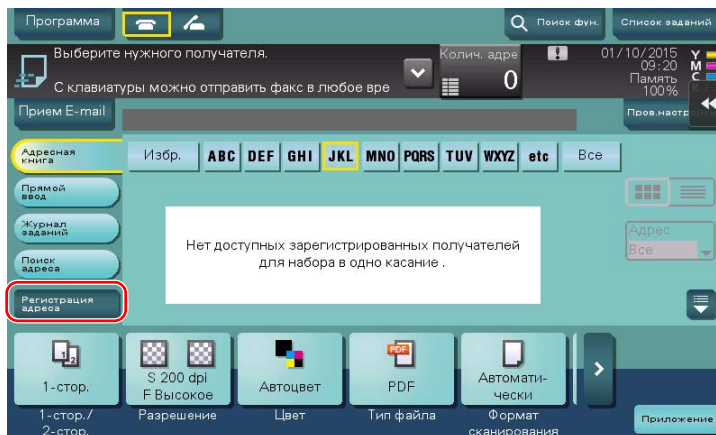 Программа
Поиск фун.
Список заданий
Выберите нужного получателя.
С клавиатуры можно отправить факс в любое вре
Колич. адре
0
01/10/2015
09:20
Память
100%
Y
M
C
K
Прием E-mail
Пров.настр
Адресная
книга
Избр.
ABC
DEF
GHI
JKL
MNO
PQRS
TUV
WXYZ
etc
Все
Прямой
ввод
Журнал
заданий
Поиск
адреса
Регистрация
адреса
Нет доступных зарегистрированных получателей
для набора в одно касание .
Адрес
Все
1-стор.
S 200 dpi
F Высокое
Автоцвет
PDF
PDF
Автомати-
чески
1-стор./
2-стор.
Разрешение
Цвет
Тип файла
Формат
сканирования
Приложение